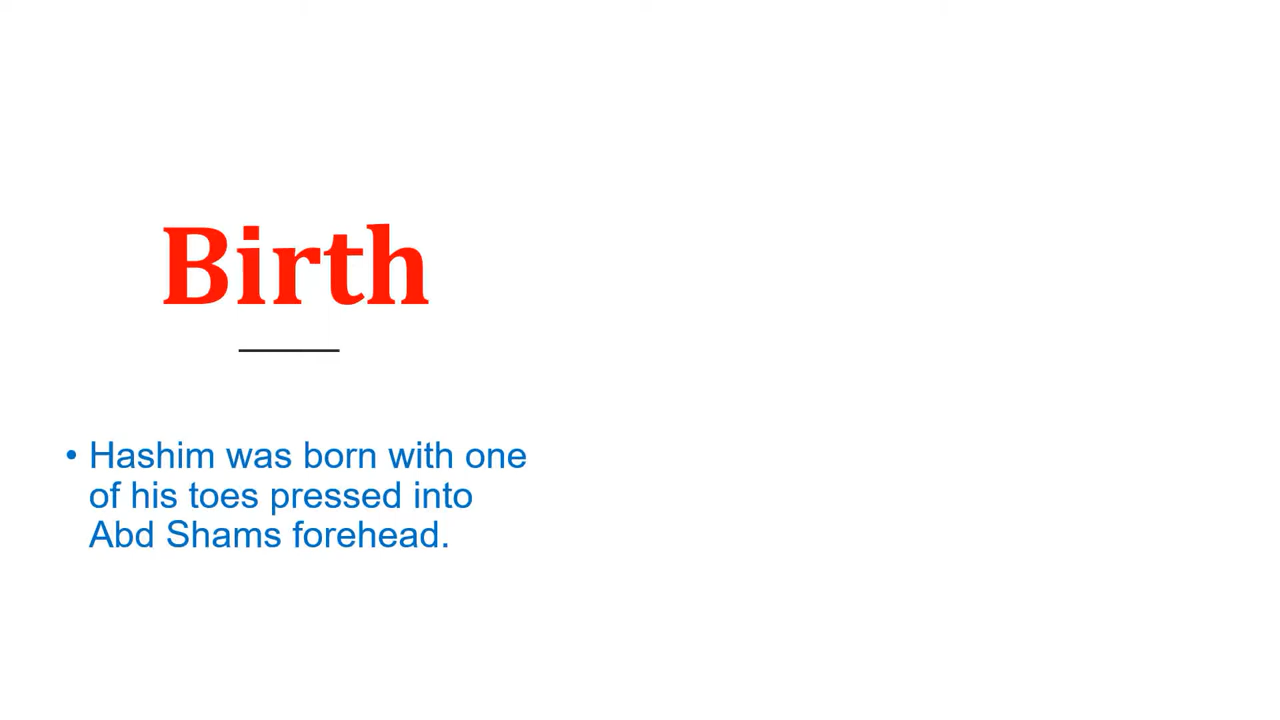 Birth
• Hashim was born with one
of his toes pressed into
Abd Shams forehead.